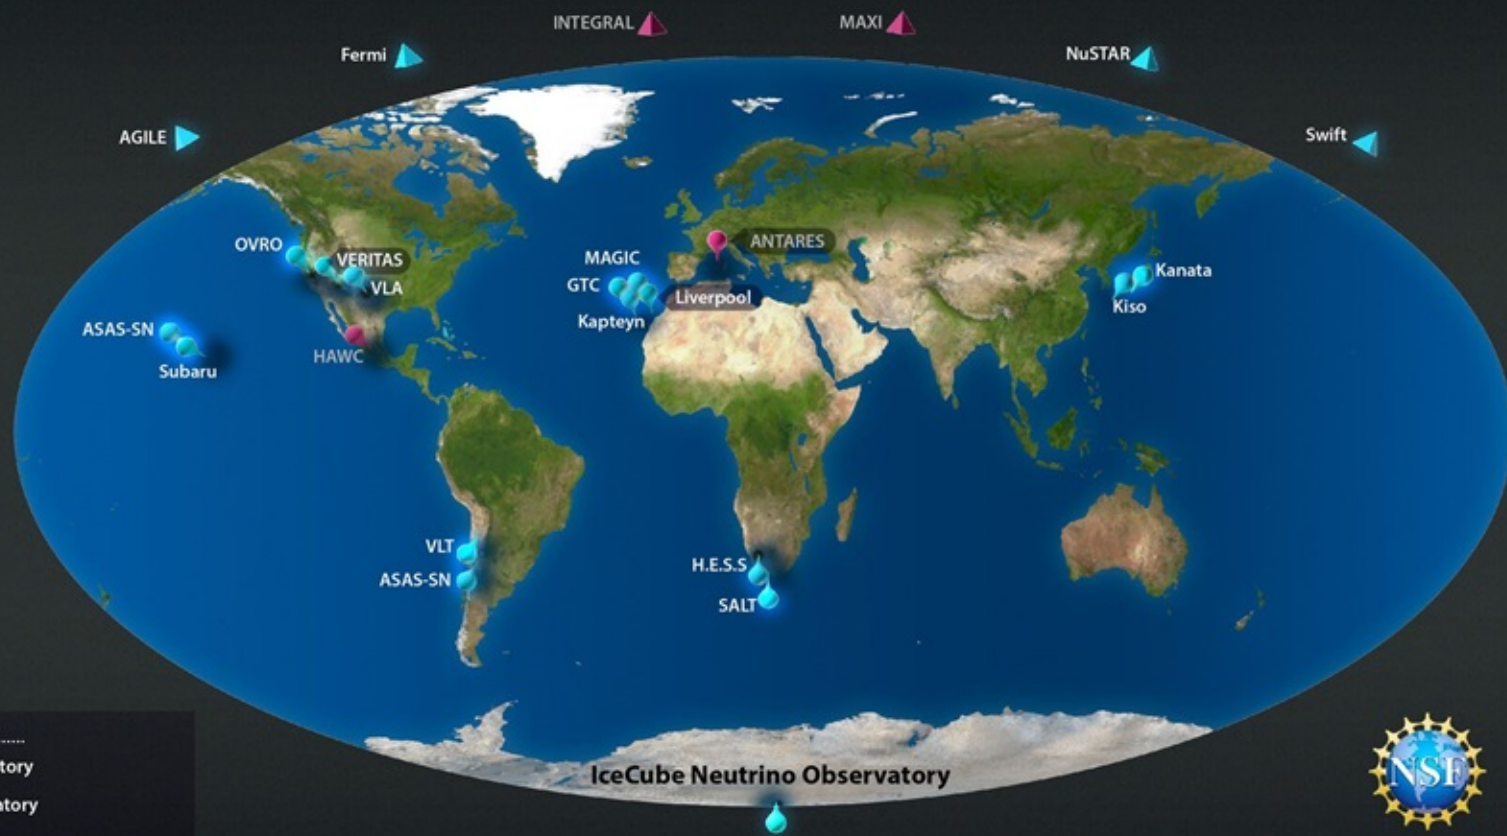 INTEGRAL
MAXI
Fermi
NuSTAR
AGILE
Swift
OVRO
VERITAS
VLA
MAGIC
GTC
ANTARES
Liverpool
Kapteyn
Kanata
Kiso
ASAS-SN
Subaru
HAWC
VLT
ASAS-SN
H.E.S.S
SALT
IceCube Neutrino Observatory
tory
atory
NSF